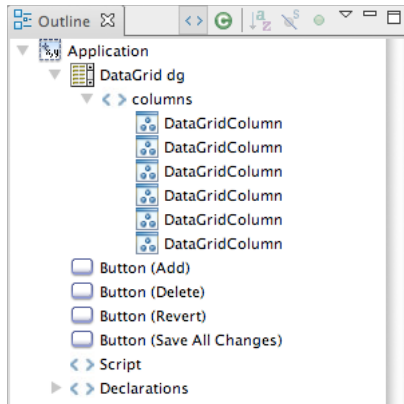 Outline
Application
DataGrid dg
columns
DataGridColumn
DataGridColumn
DataGridColumn
DataGridColumn
DataGridColumn
DataGridColumn
Button (Add)
Button (Delete)
Button (Revert)
Button (Save All Changes)
Script
Declarations